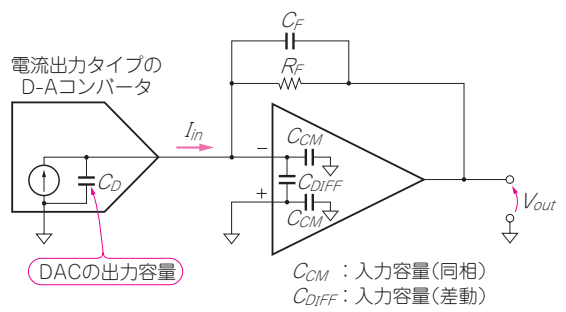 電流出力タイプの
D-Aコンバータ
C_F
R_F
I_in
C_D
−
+
C_CM
C_DIFF
C_CM
V_out
DACの出力容量
C_CM：入力容量(同相)
C_DIFF：入力容量(差動)